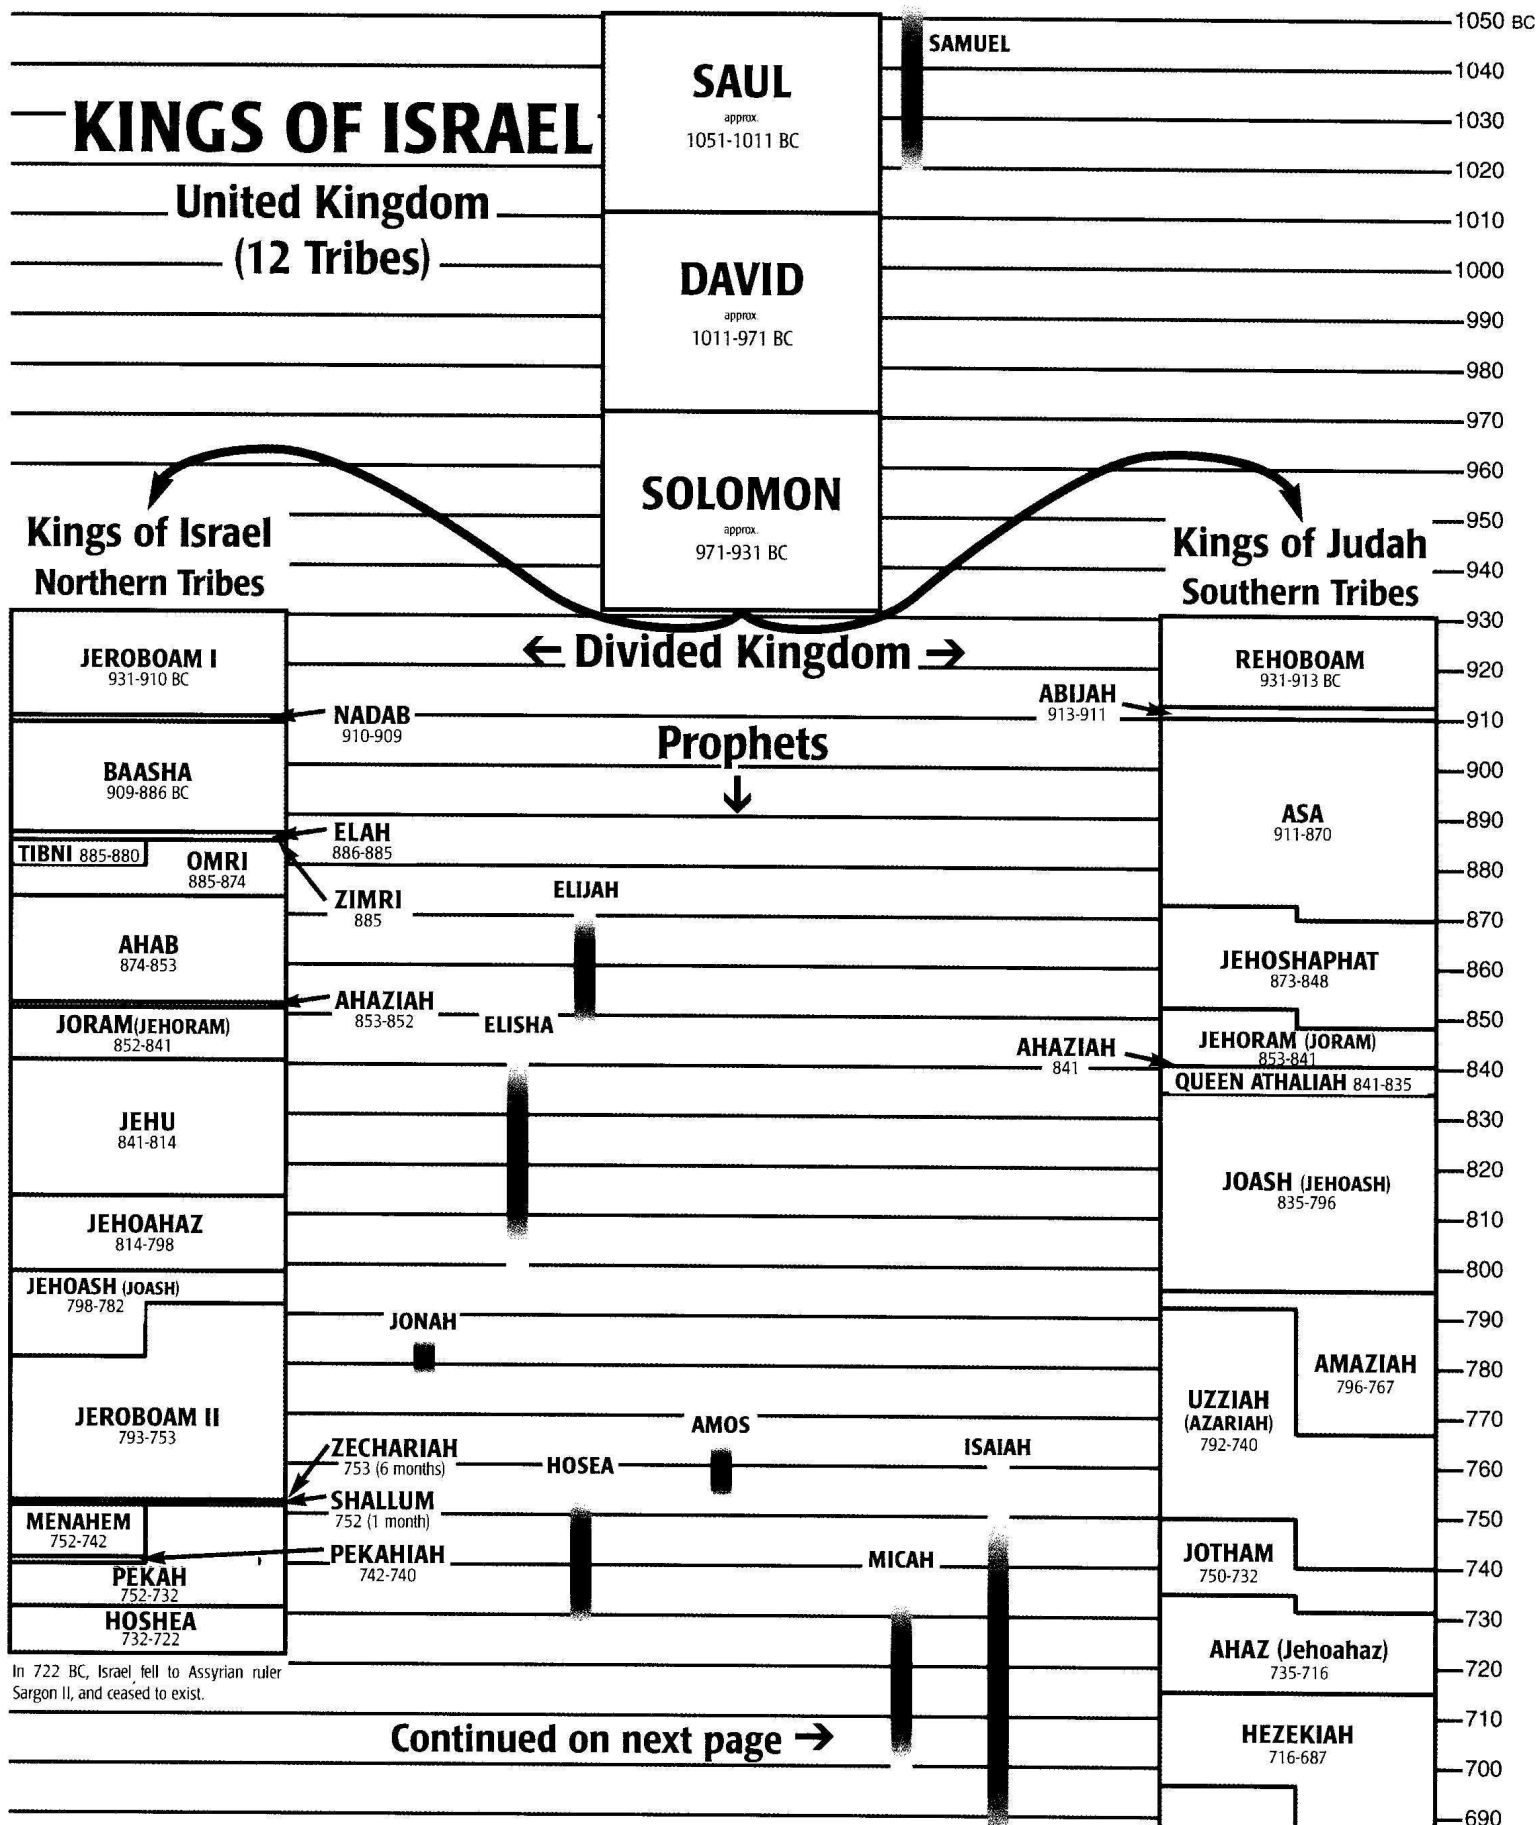 1050 BC
SAMUEL
SAUL
approx.
1051-1011 BC
1040
1030
1020
KINGS OF ISRAEL
United Kingdom
(12 Tribes)
1010
DAVID
approx.
1011-971 BC
1000
990
980
970
SOLOMON
approx.
971-931 BC
960
950
940
Kings of Israel
Northern Tribes
Kings of Judah
Southern Tribes
← Divided Kingdom →
Prophets
↓
JEROBOAM I
931-910 BC
NADAB
910-909
BAASHA
909-886 BC
ELAH
886-885
TIBNI 885-880
OMRI
885-874
ZIMRI
885
AHAB
874-853
AHAZIAH
853-852
JORAM(JEHORAM)
852-841
JEHU
841-814
JEHOAHAZ
814-798
JEHOASH (JOASH)
798-782
JEROBOAM II
793-753
ZECHARIAH
753 (6 months)
SHALLUM
752 (1 month)
MENAHEM
752-742
PEKAHIAH
742-740
PEKAH
752-732
HOSHEA
732-722
In 722 BC, Israel fell to Assyrian ruler
Sargon II, and ceased to exist.
ELIJAH
ELISHA
JONAH
AMOS
HOSEA
ISAIAH
MICAH
Continued on next page →
REHOBOAM
931-913 BC
ABIJAH
913-911
ASA
911-870
JEHOSHAPHAT
873-848
JEHORAM (JORAM)
853-841
AHAZIAH
841
QUEEN ATHALIAH 841-835
JOASH (JEHOASH)
835-796
AMAZIAH
796-767
UZZIAH
(AZARIAH)
792-740
JOTHAM
750-732
AHAZ (Jehoahaz)
735-716
HEZEKIAH
716-687
930
920
910
900
890
880
870
860
850
840
830
820
810
800
790
780
770
760
750
740
730
720
710
700
690